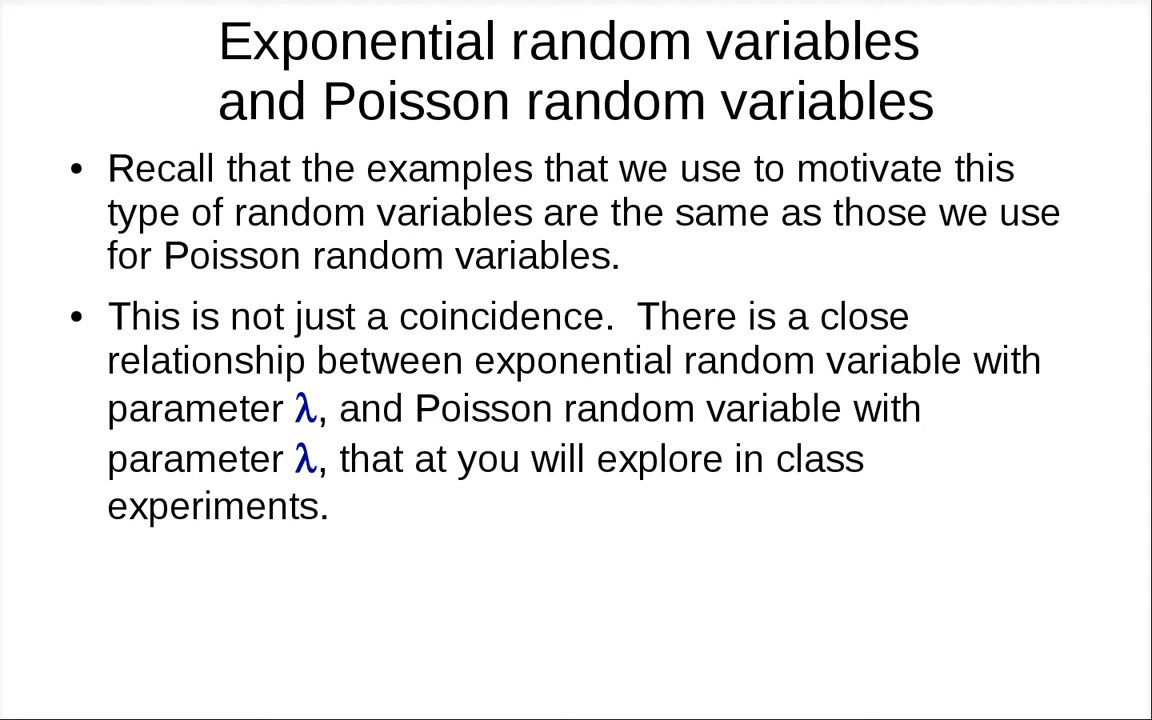 Exponential random variables
and Poisson random variables
• Recall that the examples that we use to motivate this
type of random variables are the same as those we use
for Poisson random variables.
• This is not just a coincidence.  There is a close
relationship between exponential random variable with
parameter λ, and Poisson random variable with
parameter λ, that at you will explore in class
experiments.